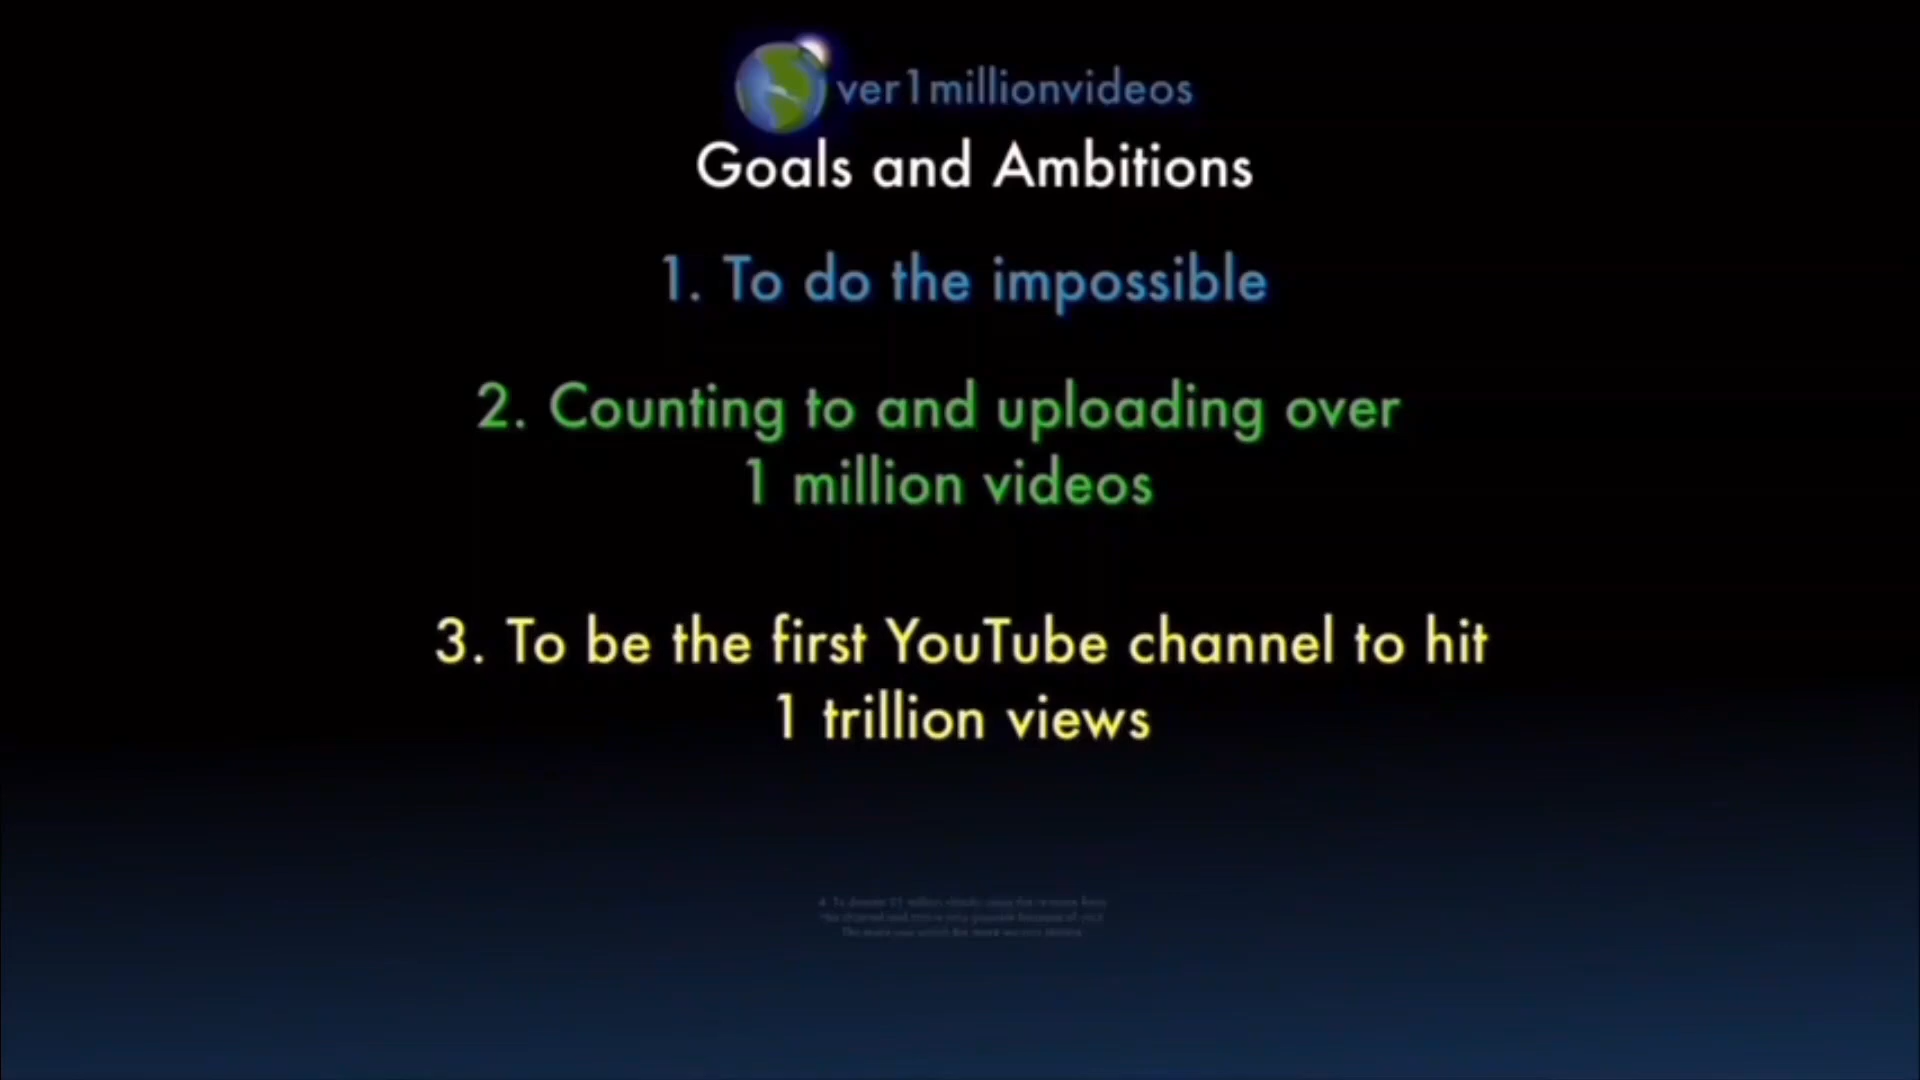 ver1millionvideos
Goals and Ambitions
1. To do the impossible
2. Counting to and uploading over
1 million videos
3. To be the first YouTube channel to hit
1 trillion views